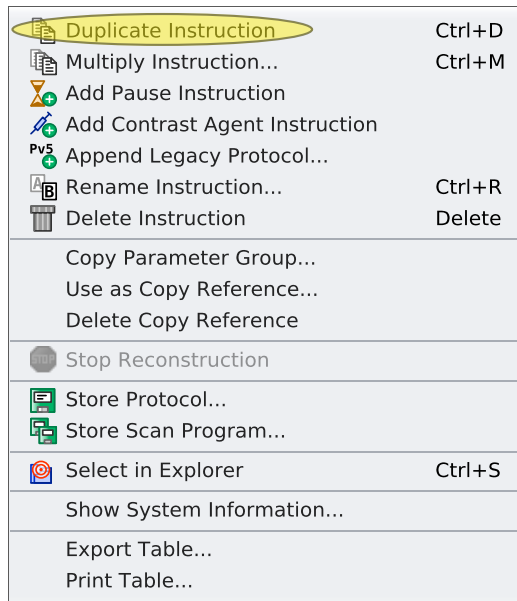 Duplicate Instruction Ctrl+D
Multiply Instruction... Ctrl+M
Add Pause Instruction
Add Contrast Agent Instruction
Pv5 Append Legacy Protocol...
AB Rename Instruction... Ctrl+R
Delete Instruction Delete
Copy Parameter Group...
Use as Copy Reference...
Delete Copy Reference
STOP Stop Reconstruction
Store Protocol...
Store Scan Program...
Select in Explorer Ctrl+S
Show System Information...
Export Table...
Print Table...